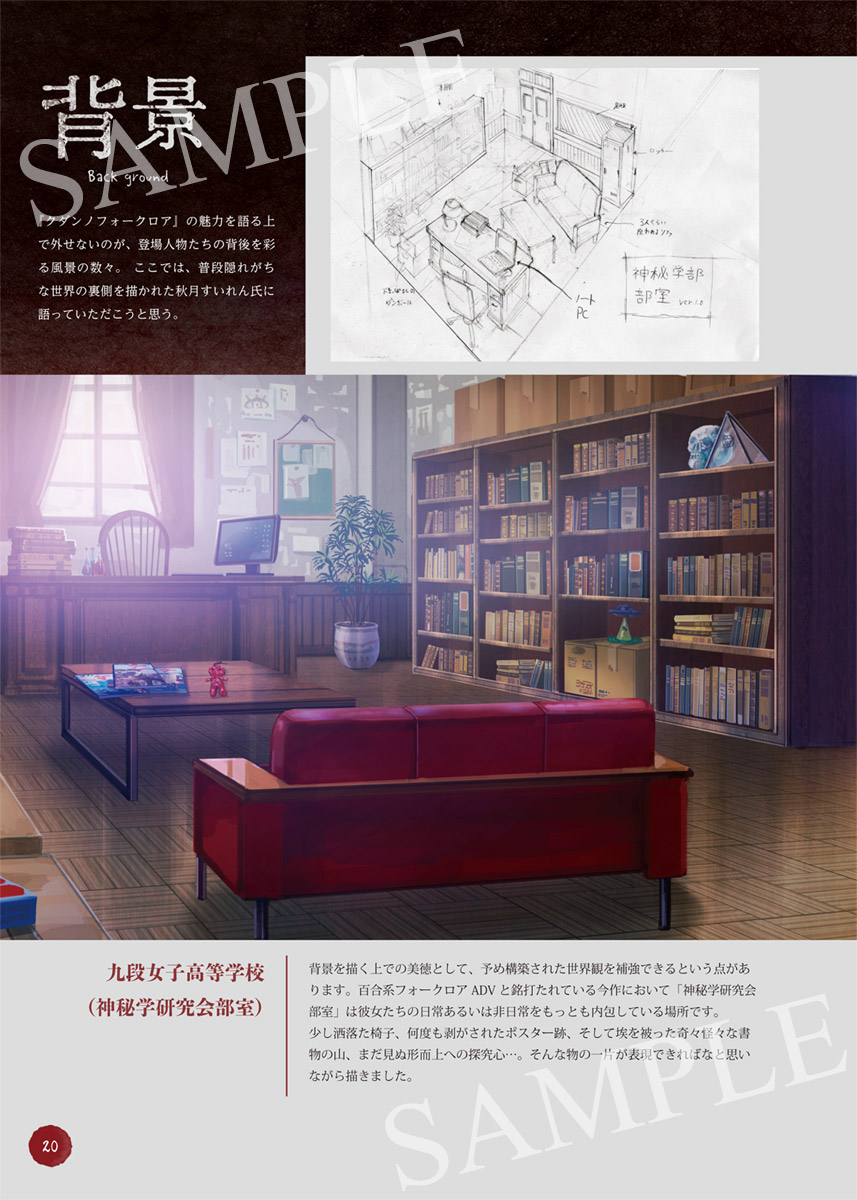 背景
Back ground
SAMPLE
『クダンノフォークロア』の魅力を語る上
で外せないのが、登場人物たちの背後を彩
る風景の数々。 ここでは、普段隠れがち
な世界の裏側を描かれた秋月すいれん氏に
語っていただこうと思う。
本棚
ロッカー
3人くらい
座れるソファ
ノート
PC
神秘学部
部室 ver.1.0
九段女子高等学校
（神秘学研究会部室）
背景を描く上での美徳として、予め構築された世界観を補強できるという点があ
ります。百合系フォークロア ADV と銘打たれている今作において「神秘学研究会
部室」は彼女たちの日常あるいは非日常をもっとも内包している場所です。
少し洒落た椅子、何度も剥がされたポスター跡、そして埃を被った奇々怪々な書
物の山、まだ見ぬ形而上への探究心…。そんな物の一片が表現できればなと思い
ながら描きました。
SAMPLE
20